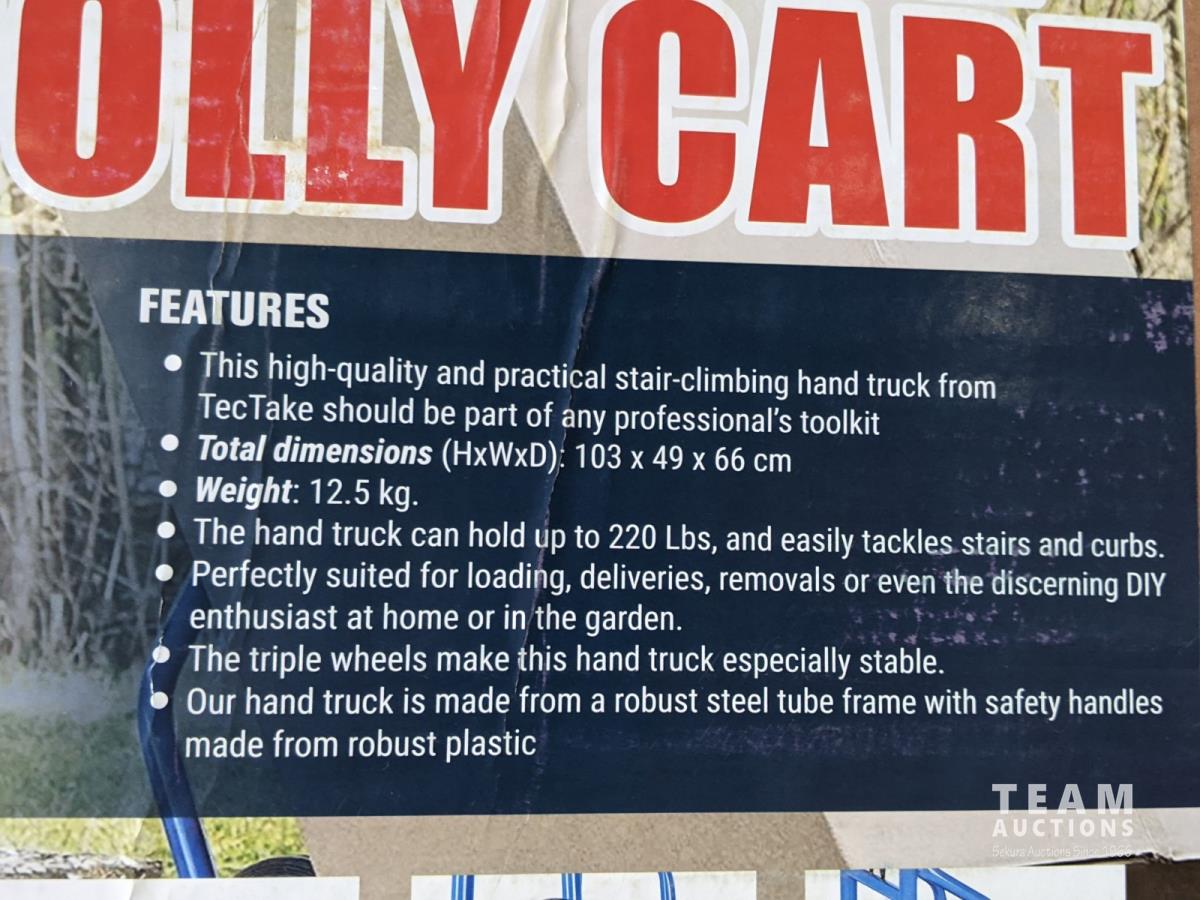 OLLY CART
FEATURES
• This high-quality and practical stair-climbing hand truck from
TecTake should be part of any professional's toolkit
• Total dimensions (HxWxD): 103 x 49 x 66 cm
• Weight: 12.5 kg.
• The hand truck can hold up to 220 Lbs, and easily tackles stairs and curbs.
• Perfectly suited for loading, deliveries, removals or even the discerning DIY
enthusiast at home or in the garden.
• The triple wheels make this hand truck especially stable.
• Our hand truck is made from a robust steel tube frame with safety handles
made from robust plastic
TEAM
AUCTIONS
Bekura Auctions Since 1966